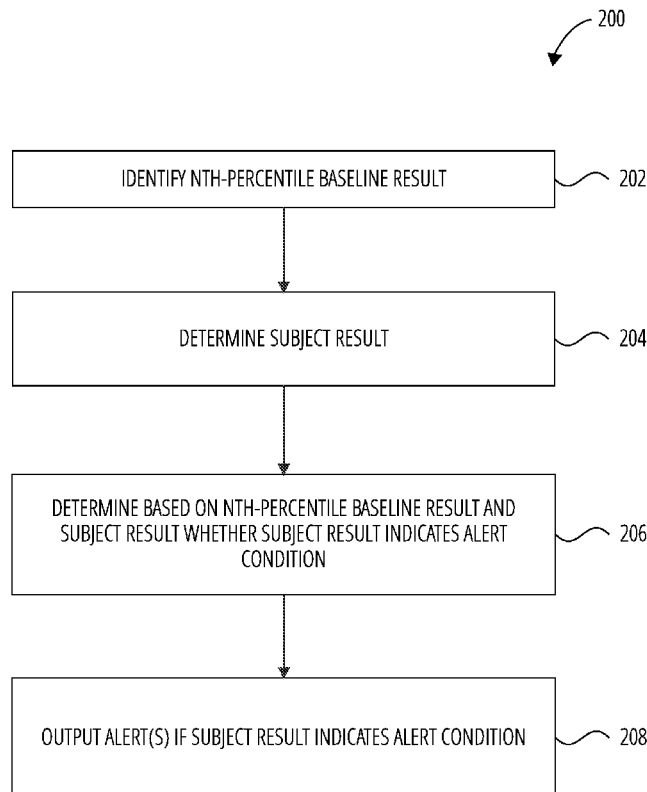 200
IDENTIFY NTH-PERCENTILE BASELINE RESULT
202
DETERMINE SUBJECT RESULT
204
DETERMINE BASED ON NTH-PERCENTILE BASELINE RESULT AND
SUBJECT RESULT WHETHER SUBJECT RESULT INDICATES ALERT
CONDITION
206
OUTPUT ALERT(S) IF SUBJECT RESULT INDICATES ALERT CONDITION
208